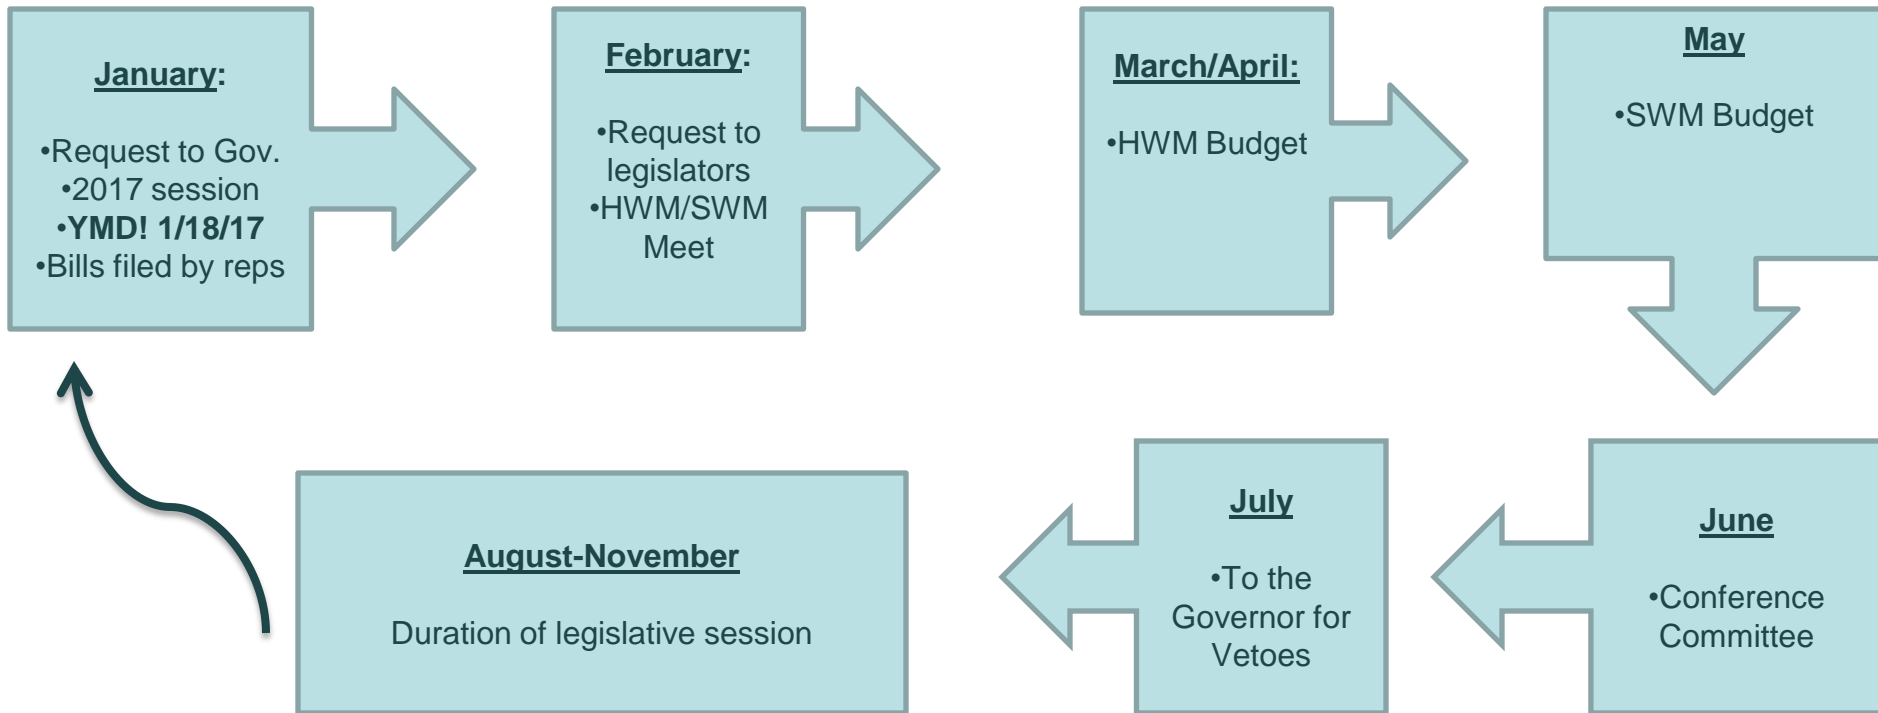 January:
•Request to Gov.
•2017 session
•YMD! 1/18/17
•Bills filed by reps
February:
•Request to
legislators
•HWM/SWM
Meet
March/April:
•HWM Budget
May
•SWM Budget
June
•Conference
Committee
July
•To the
Governor for
Vetoes
August-November
Duration of legislative session